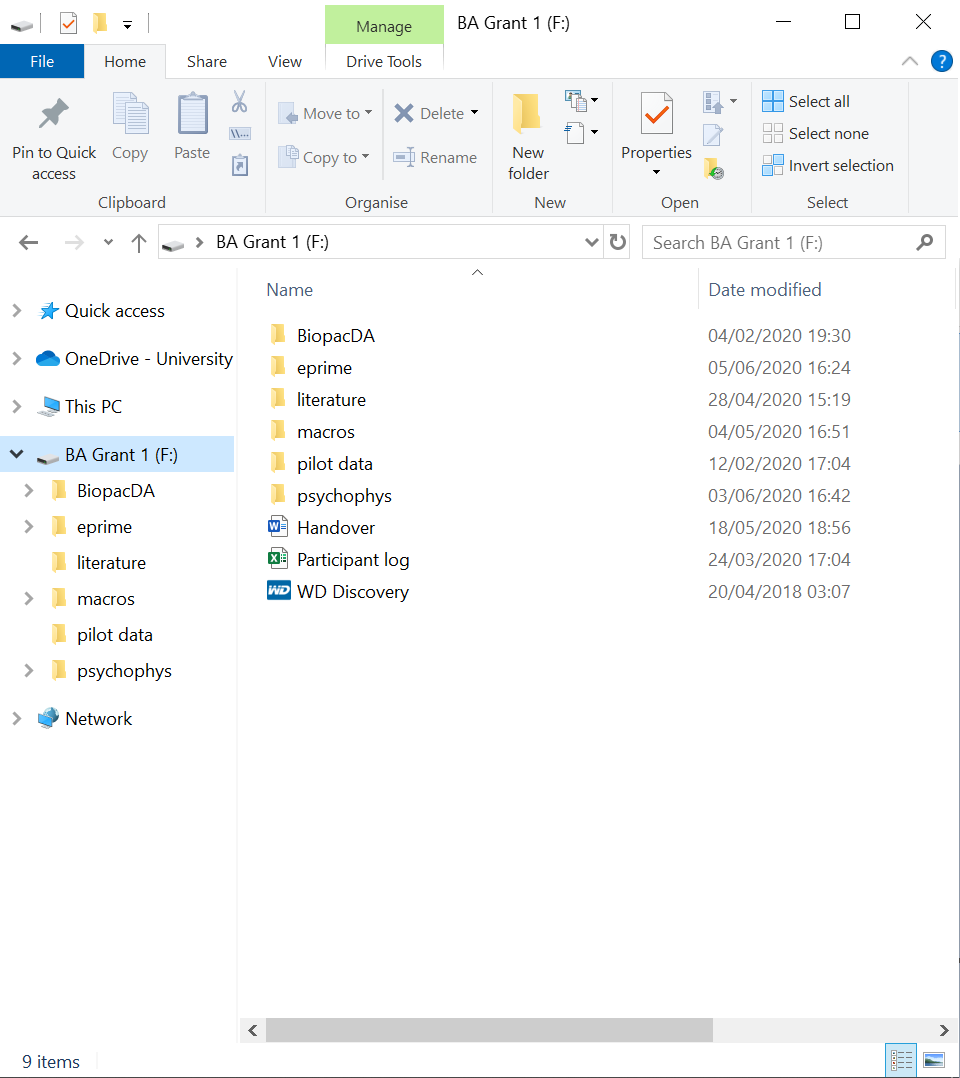 Manage
BA Grant 1 (F:)
File
Home
Share
View
Drive Tools
?
Pin to Quick access
Copy
Paste
W...
Clipboard
Move to
Copy to
Delete
Rename
Organise
New folder
New
Properties
Open
Select all
Select none
Invert selection
Select
BA Grant 1 (F:)
Search BA Grant 1 (F:)
Quick access
OneDrive - University
This PC
BA Grant 1 (F:)
BiopacDA
eprime
literature
macros
pilot data
psychophys
Network
Name Date modified
BiopacDA 04/02/2020 19:30
eprime 05/06/2020 16:24
literature 28/04/2020 15:19
macros 04/05/2020 16:51
pilot data 12/02/2020 17:04
psychophys 03/06/2020 16:42
Handover 18/05/2020 18:56
Participant log 24/03/2020 17:04
WD WD Discovery 20/04/2018 03:07
9 items